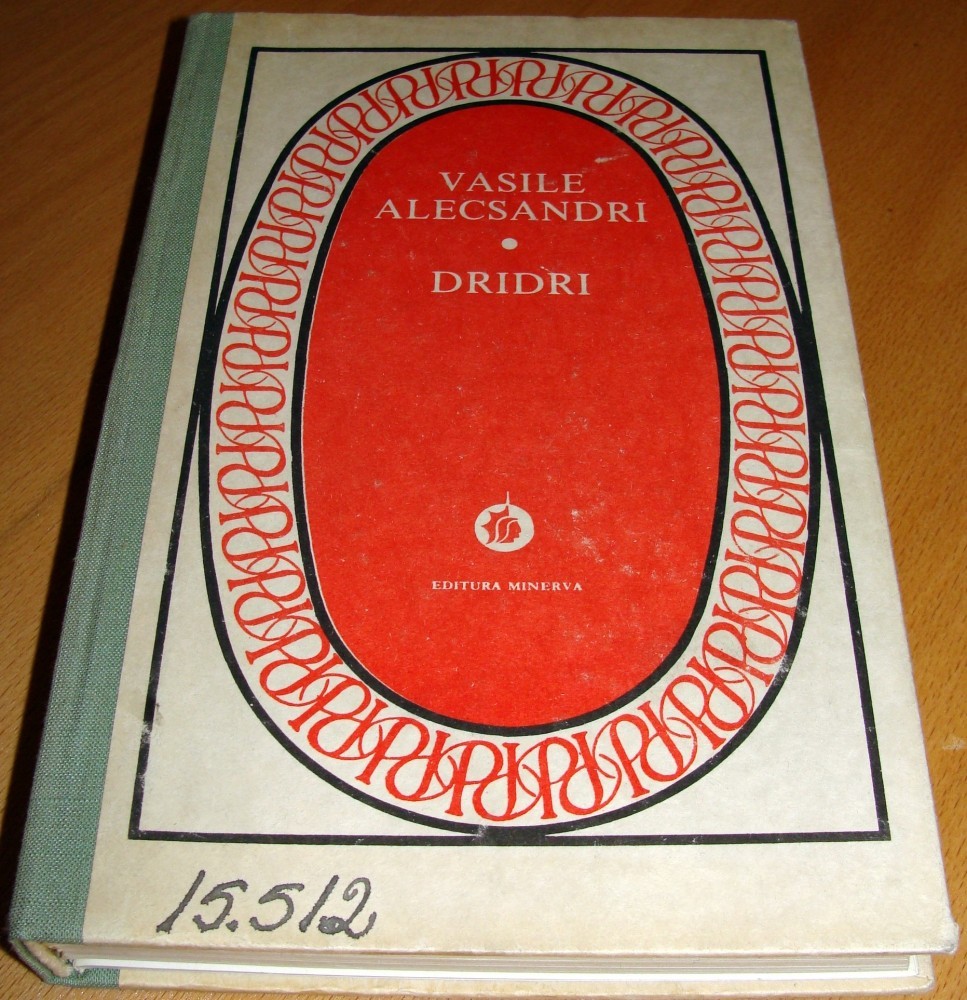 VASILE
ALECSANDRI
•
DRIDRI
EDITURA MINERVA
15.512